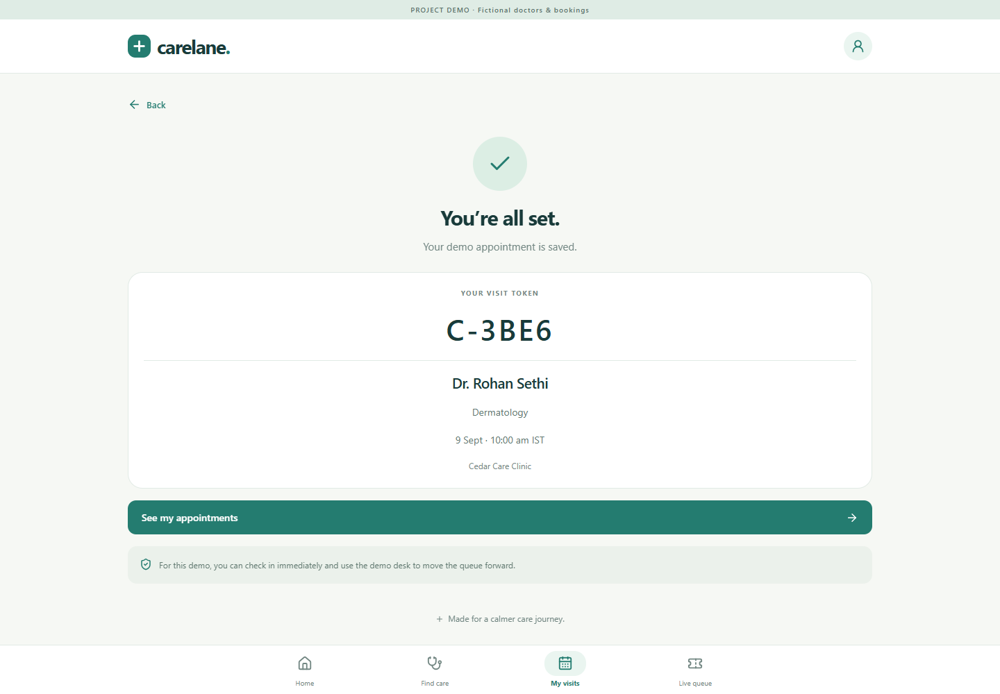 PROJECT DEMO · Fictional doctors & bookings
carelane.
Back
You’re all set.
Your demo appointment is saved.
YOUR VISIT TOKEN
C-3BE6
Dr. Rohan Sethi
Dermatology
9 Sept · 10:00 am IST
Cedar Care Clinic
See my appointments
For this demo, you can check in immediately and use the demo desk to move the queue forward.
Made for a calmer care journey.
Home
Find care
My visits
Live queue